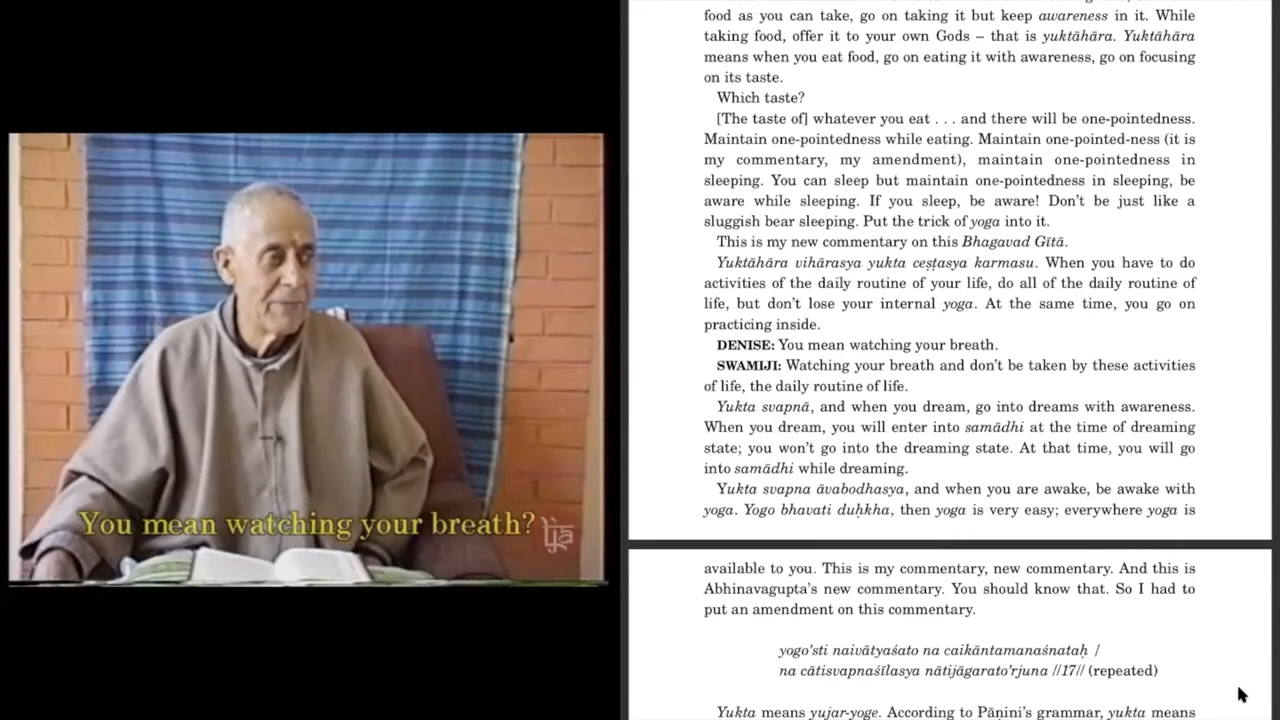 You mean watching your breath?
lja
food as you can take, go on taking it but keep awareness in it. While
taking food, offer it to your own Gods – that is yuktāhāra. Yuktāhāra
means when you eat food, go on eating it with awareness, go on focusing
on its taste.
Which taste?
[The taste of] whatever you eat . . . and there will be one-pointedness.
Maintain one-pointedness while eating. Maintain one-pointed-ness (it is
my commentary, my amendment), maintain one-pointedness in
sleeping. You can sleep but maintain one-pointedness in sleeping, be
aware while sleeping. If you sleep, be aware! Don't be just like a
sluggish bear sleeping. Put the trick of yoga into it.
This is my new commentary on this Bhagavad Gītā.
Yuktāhāra vihārasya yukta ceṣṭasya karmasu. When you have to do
activities of the daily routine of your life, do all of the daily routine of
life, but don't lose your internal yoga. At the same time, you go on
practicing inside.
DENISE: You mean watching your breath.
SWAMIJI: Watching your breath and don't be taken by these activities
of life, the daily routine of life.
Yukta svapnā, and when you dream, go into dreams with awareness.
When you dream, you will enter into samādhi at the time of dreaming
state; you won't go into the dreaming state. At that time, you will go
into samādhi while dreaming.
Yukta svapna āvabodhasya, and when you are awake, be awake with
yoga. Yogo bhavati duḥkha, then yoga is very easy; everywhere yoga is
available to you. This is my commentary, new commentary. And this is
Abhinavagupta's new commentary. You should know that. So I had to
put an amendment on this commentary.
yogo'sti naivātyaśato na caikāntamanaśnataḥ /
na cātisvapnaśīlasya nātijāgarato'rjuna //17// (repeated)
Yukta means yujar-yoge. According to Pāṇini's grammar, yukta means